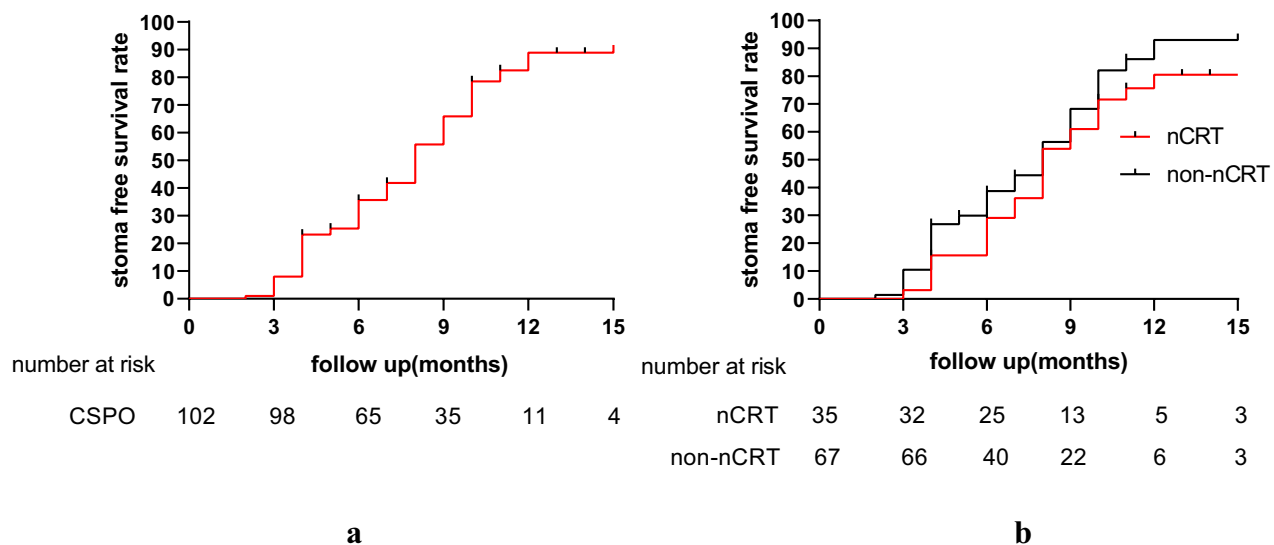 stoma free survival rate
100
90
80
70
60
50
40
30
20
10
0
0 3 6 9 12 15
follow up(months)
number at risk
CSPO 102 98 65 35 11 4
a
stoma free survival rate
100
90
80
70
60
50
40
30
20
10
0
nCRT
non-nCRT
0 3 6 9 12 15
follow up(months)
number at risk
nCRT 35 32 25 13 5 3
non-nCRT 67 66 40 22 6 3
b